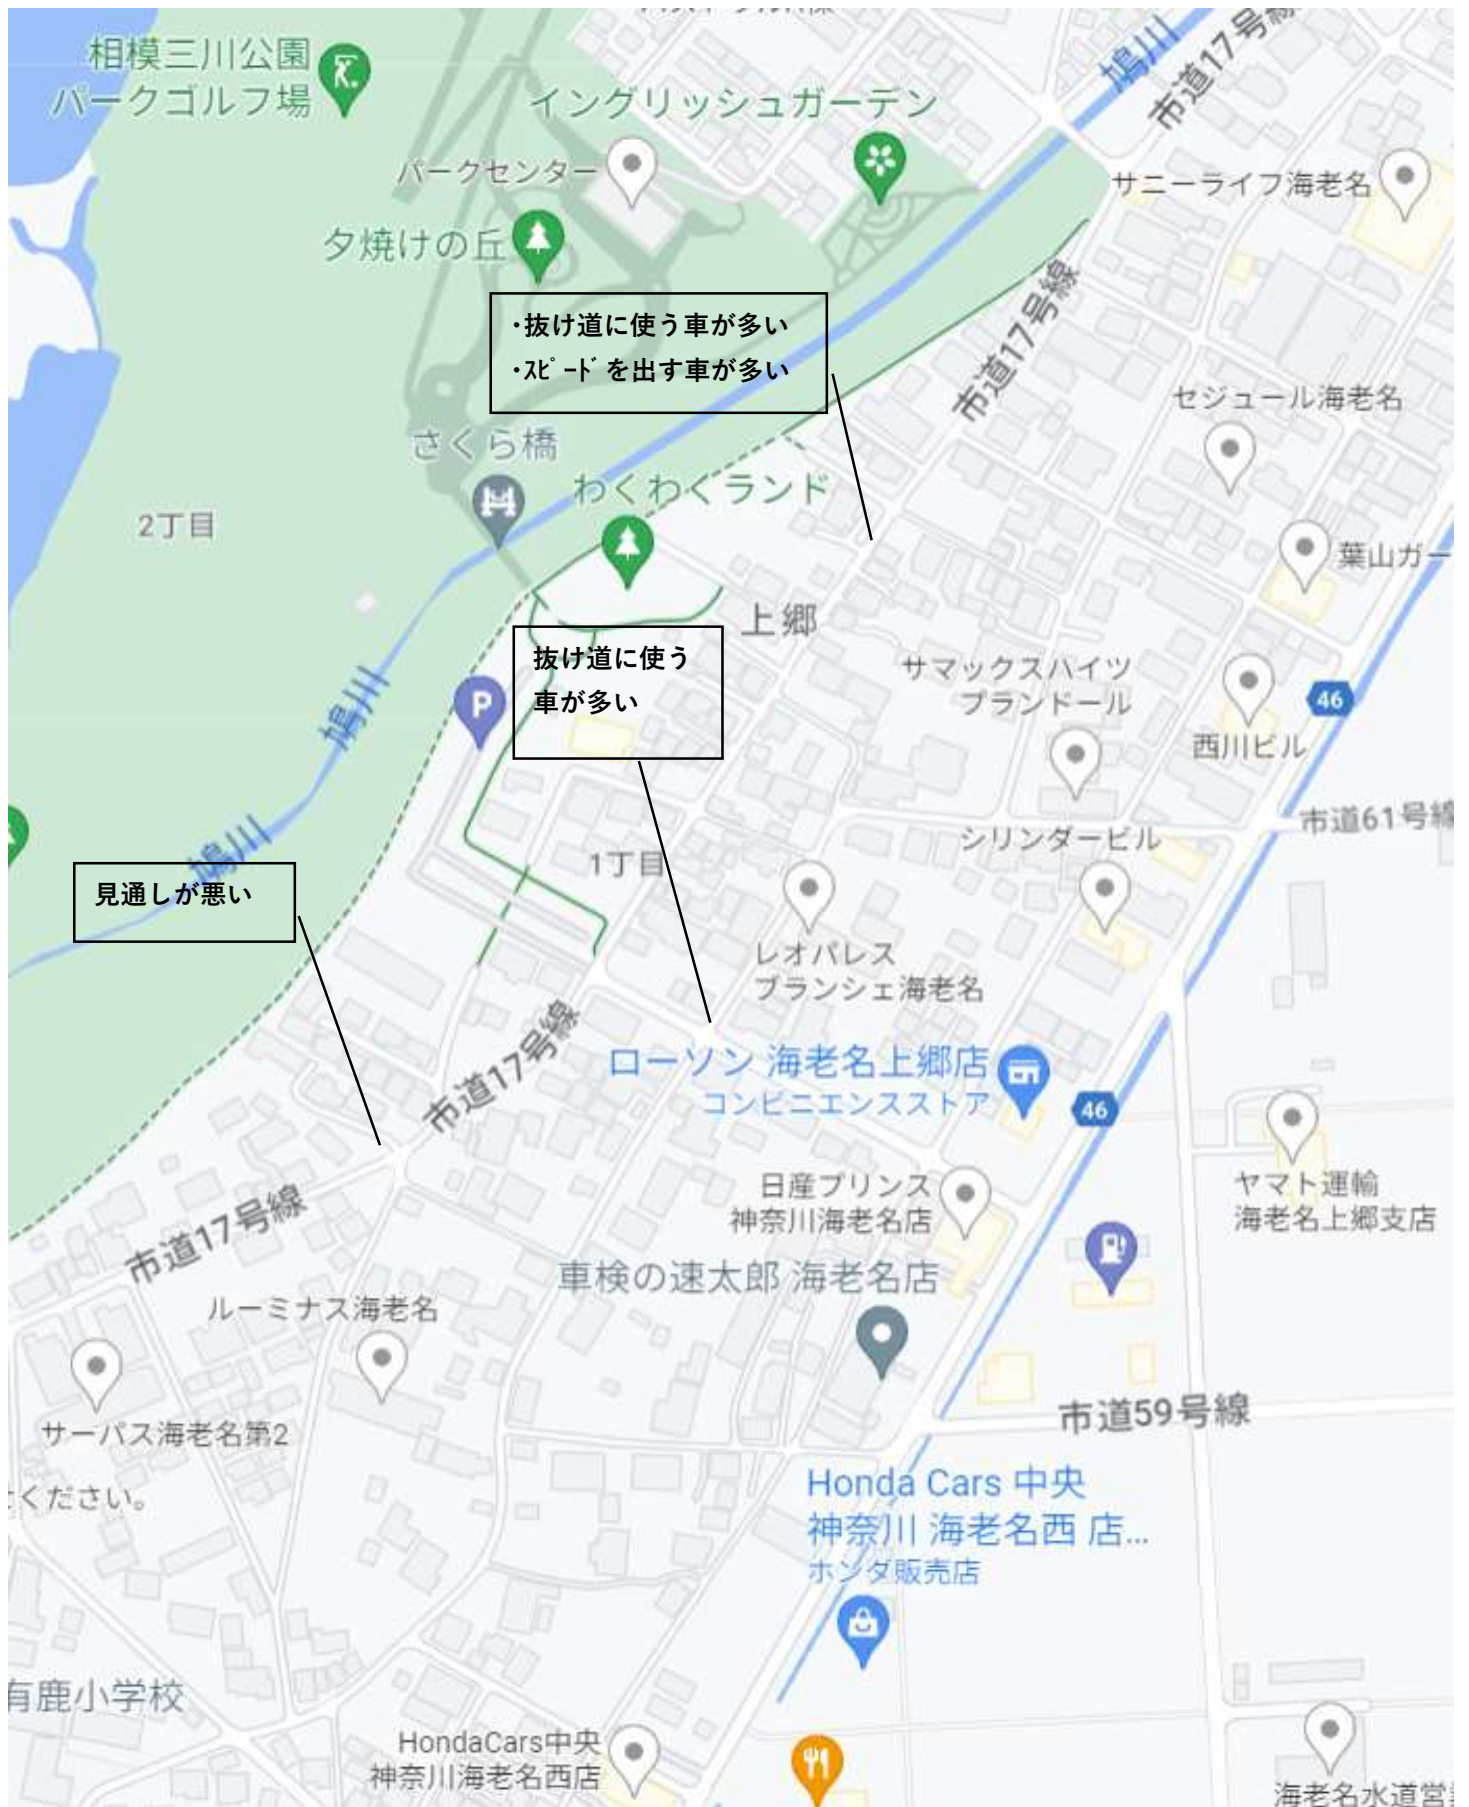 相模三川公園
パークゴルフ場
イングリッシュガーデン
鳩川
市道17号線
パークセンター
サニーライフ海老名
夕焼けの丘
・抜け道に使う車が多い
・ｽﾋﾟｰﾄﾞを出す車が多い
市道17号線
セジュール海老名
さくら橋
わくわくランド
2丁目
葉山ガー
上郷
抜け道に使う
車が多い
サマックスハイツ
ブランドール
46
西川ビル
鳩川
市道61号線
シリンダービル
鳩川
1丁目
見通しが悪い
レオパレス
ブランシェ海老名
市道17号線
ローソン 海老名上郷店
コンビニエンスストア
46
日産プリンス
神奈川海老名店
ヤマト運輸
海老名上郷支店
市道17号線
車検の速太郎 海老名店
ルーミナス海老名
サーパス海老名第2
市道59号線
ください。
Honda Cars 中央
神奈川 海老名西 店...
ホンダ販売店
有鹿小学校
HondaCars中央
神奈川海老名西店
海老名水道営